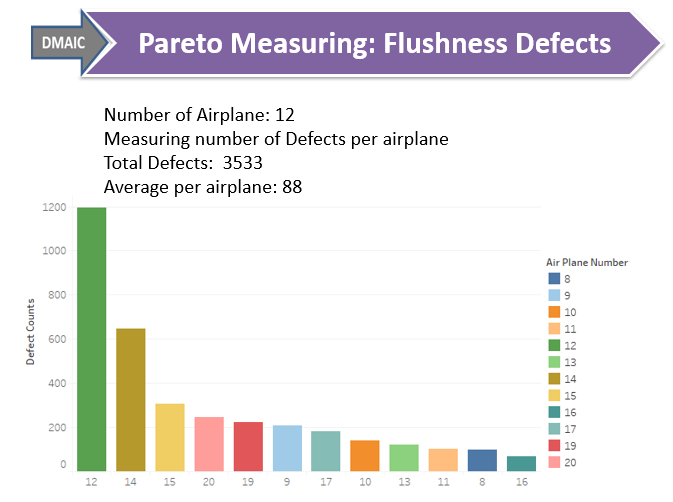 DMAIC
Pareto Measuring: Flushness Defects
Number of Airplane: 12
Measuring number of Defects per airplane
Total Defects:  3533
Average per airplane: 88
1200
1000
800
600
400
200
0
Defect Counts
12 14 15 20 19 9 17 10 13 11 8 16
Air Plane Number
8
9
10
11
12
13
14
15
16
17
19
20